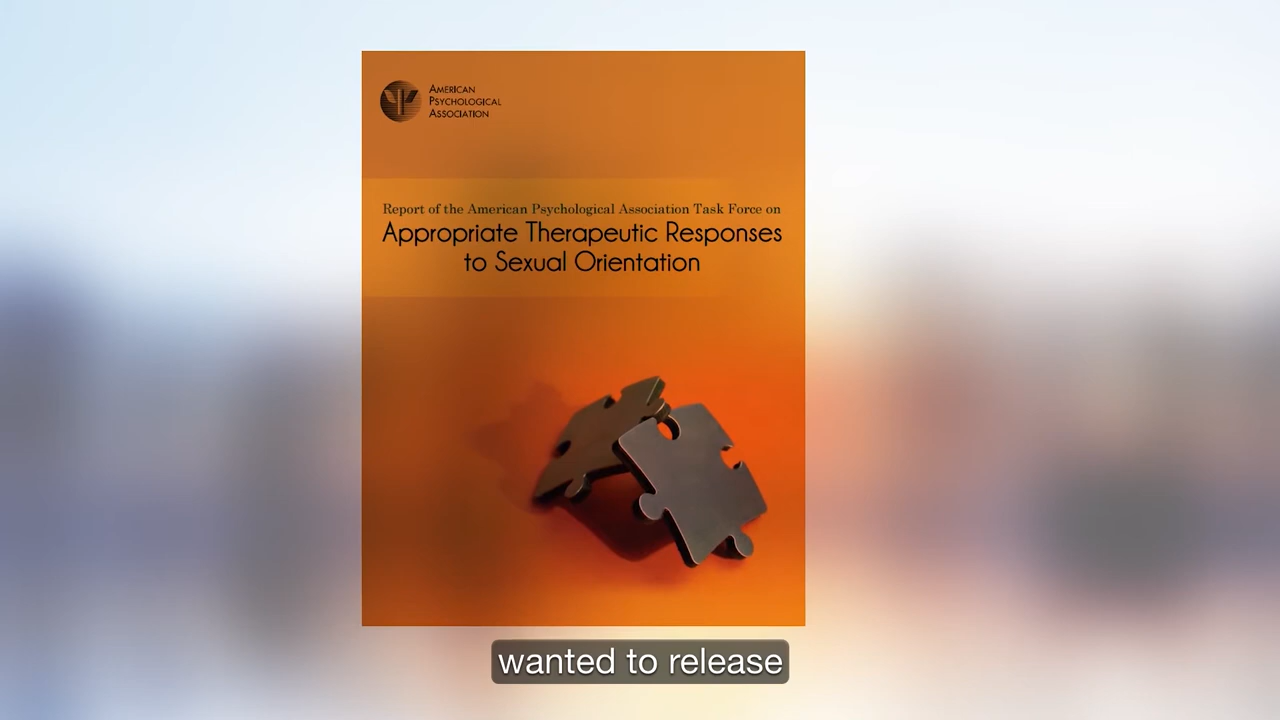 American
Psychological
Association
Report of the American Psychological Association Task Force on
Appropriate Therapeutic Responses
to Sexual Orientation
wanted to release